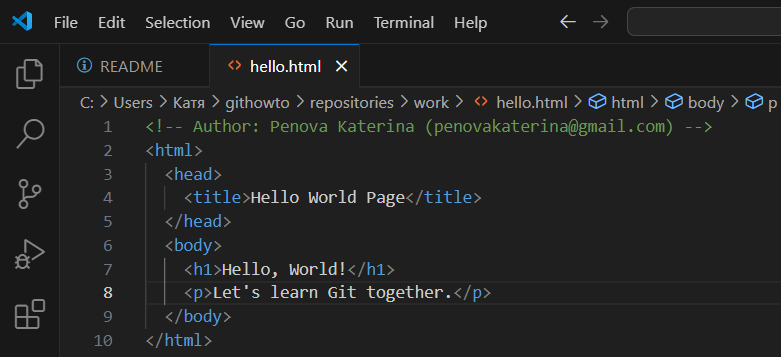 File Edit Selection View Go Run Terminal Help
README hello.html
C: > Users > Катя > githowto > repositories > work > hello.html > html > body > p
1 <!-- Author: Penova Katerina (penovakaterina@gmail.com) -->
2 <html>
3 <head>
4 <title>Hello World Page</title>
5 </head>
6 <body>
7 <h1>Hello, World!</h1>
8 <p>Let's learn Git together.</p>
9 </body>
10 </html>